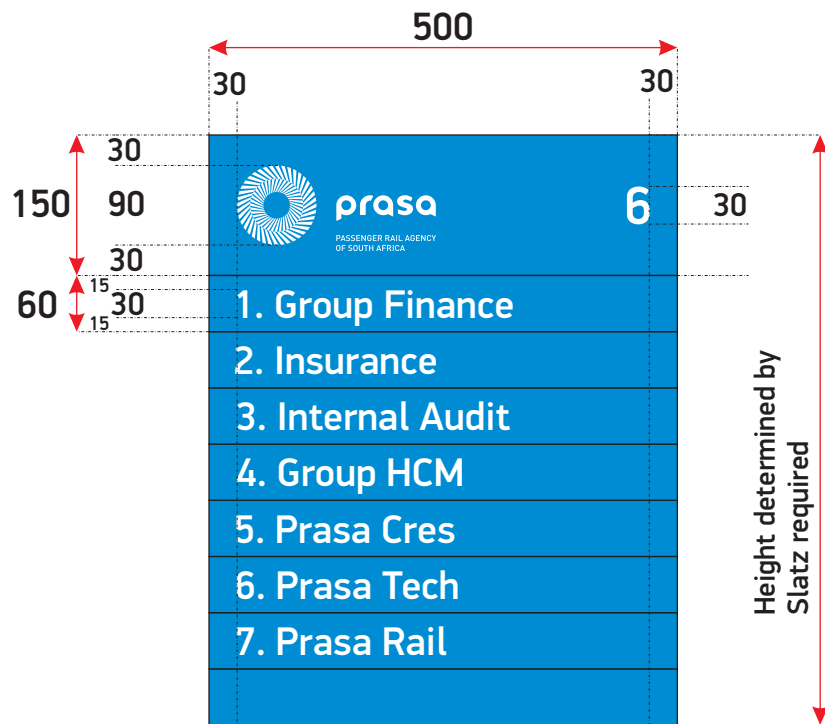 500
30
30
30
150
90
30
prasa
PASSENGER RAIL AGENCY
OF SOUTH AFRICA
6
30
60
15
30
15
1. Group Finance
2. Insurance
3. Internal Audit
4. Group HCM
5. Prasa Cres
6. Prasa Tech
7. Prasa Rail
Height determined by
Slatz required